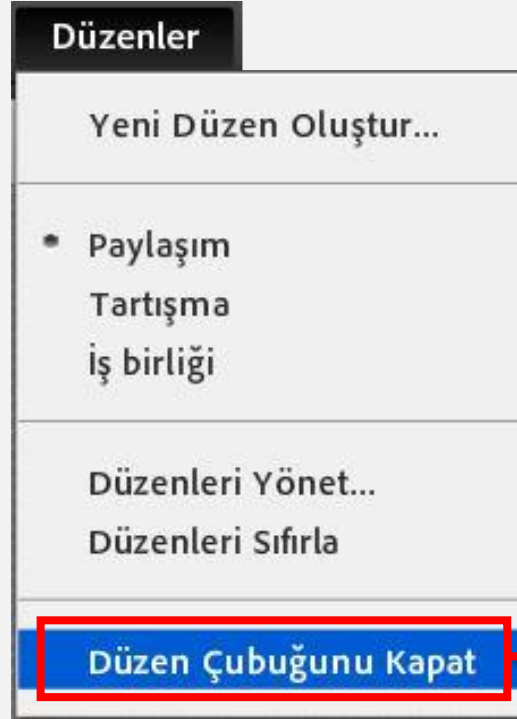 Düzenler
Yeni Düzen Oluştur...
Paylaşım
Tartışma
İş birliği
Düzenleri Yönet...
Düzenleri Sıfırla
Düzen Çubuğunu Kapat